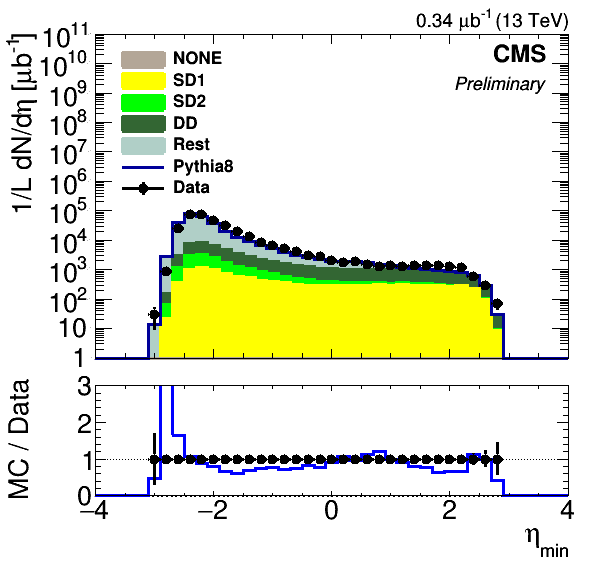 0.34 μb⁻¹ (13 TeV)
1/L dN/dη [μb⁻¹]
10¹¹
10¹⁰
10⁹
10⁸
10⁷
10⁶
10⁵
10⁴
10³
10²
10
1
CMS
Preliminary
NONE
SD1
SD2
DD
Rest
Pythia8
Data
MC / Data
3
2
1
0
−4 −2 0 2 4
η_min